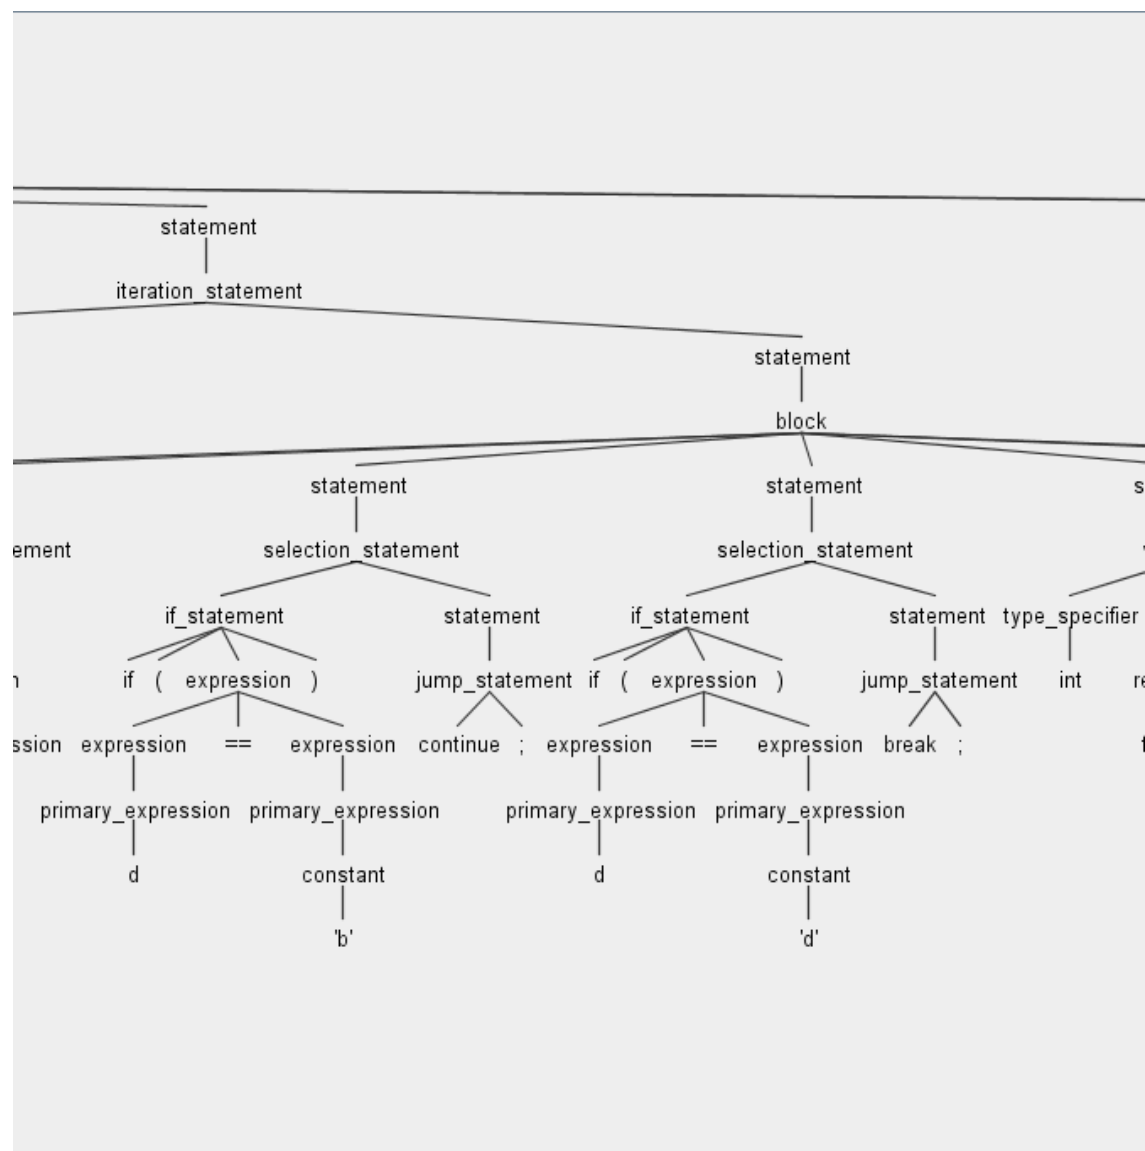 statement
iteration_statement
statement
block
statement statement s
ement selection_statement selection_statement
if_statement statement if_statement statement type_specifier
if ( expression ) jump_statement if ( expression ) jump_statement int re
ssion expression == expression continue ; expression == expression break ;
primary_expression primary_expression primary_expression primary_expression
d constant d constant
'b' 'd'